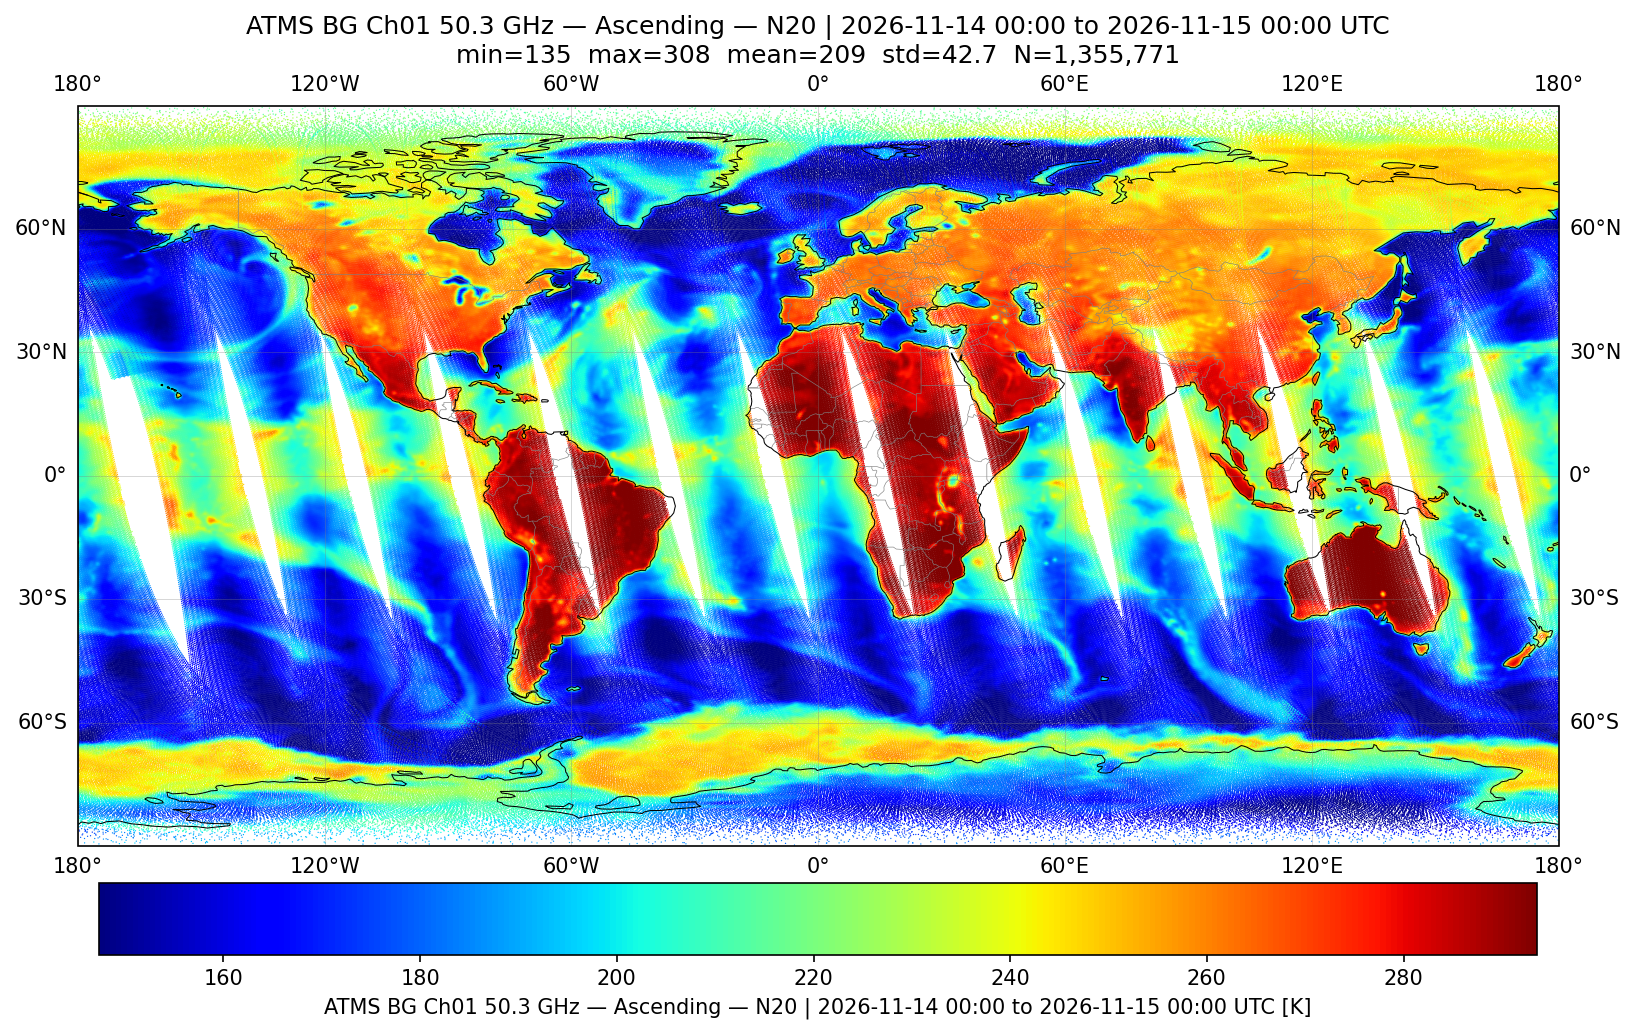 ATMS BG Ch01 50.3 GHz — Ascending — N20 | 2026-11-14 00:00 to 2026-11-15 00:00 UTC
min=135 max=308 mean=209 std=42.7 N=1,355,771
180° 120°W 60°W 0° 60°E 120°E 180°
60°N 60°N
30°N 30°N
0° 0°
30°S 30°S
60°S 60°S
180° 120°W 60°W 0° 60°E 120°E 180°
160 180 200 220 240 260 280
ATMS BG Ch01 50.3 GHz — Ascending — N20 | 2026-11-14 00:00 to 2026-11-15 00:00 UTC [K]